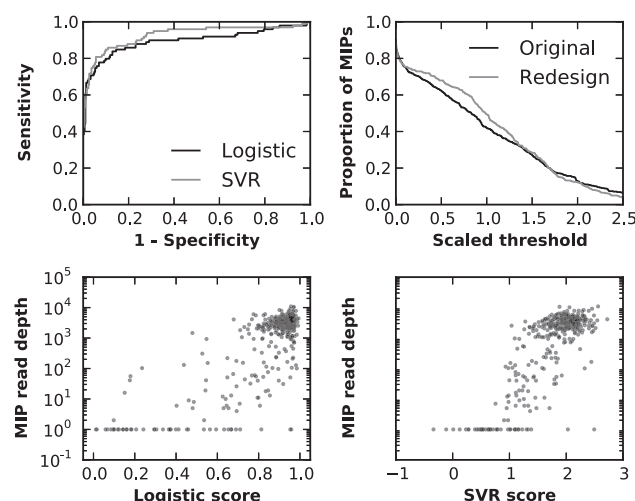 1.0
0.8
0.6
0.4
0.2
0.0
Sensitivity
Logistic
SVR
0.0 0.2 0.4 0.6 0.8 1.0
1 - Specificity
1.0
0.8
0.6
0.4
0.2
0.0
Proportion of MIPs
Original
Redesign
0.0 0.5 1.0 1.5 2.0 2.5
Scaled threshold
10^5
10^4
10^3
10^2
10^1
10^0
10^-1
MIP read depth
0.0 0.2 0.4 0.6 0.8 1.0
Logistic score
MIP read depth
−1 0 1 2 3
SVR score